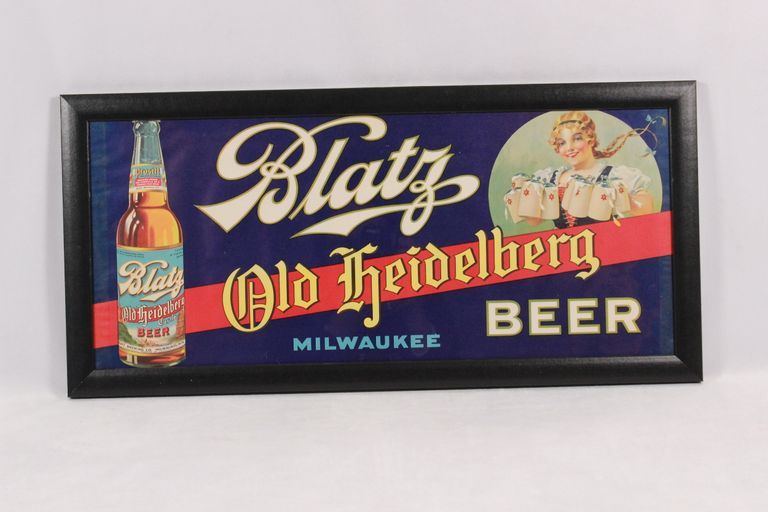 Blatz
Old Heidelberg
BEER
MILWAUKEE
Blatz
Old Heidelberg
BEER